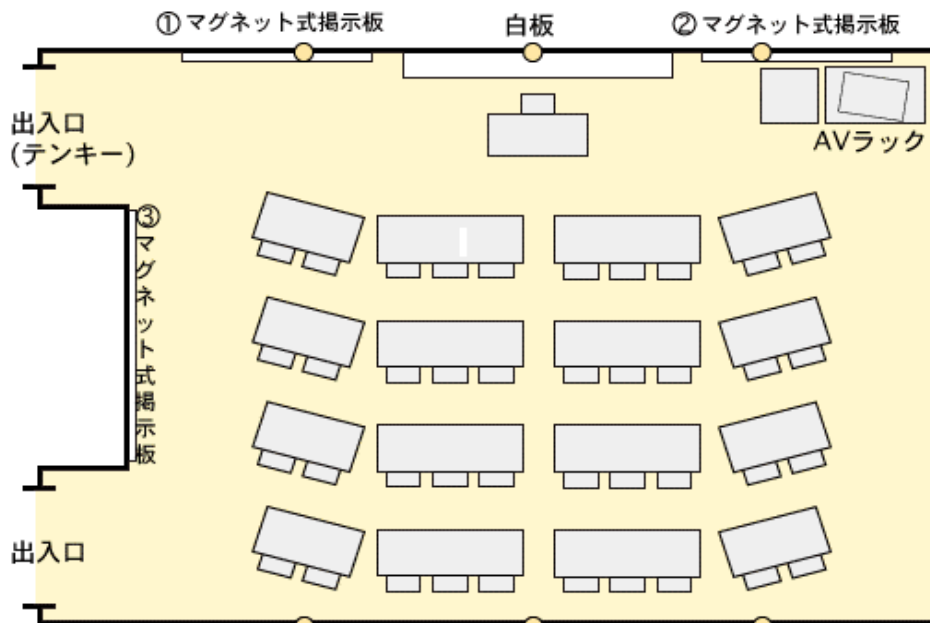 ① マグネット式掲示板
白板
② マグネット式掲示板
出入口
(テンキー)
AVラック
③マグネット式掲示板
出入口